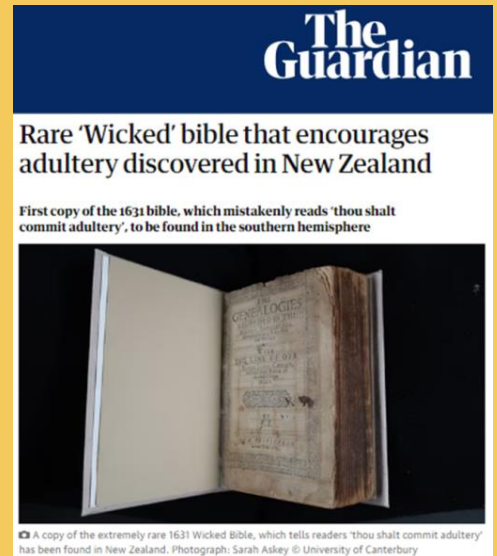 The
Guardian
Rare ‘Wicked’ bible that encourages
adultery discovered in New Zealand
First copy of the 1631 bible, which mistakenly reads ‘thou shalt
commit adultery’, to be found in the southern hemisphere
THE
GENEALOGIES
A copy of the extremely rare 1631 Wicked Bible, which tells readers ‘thou shalt commit adultery’
has been found in New Zealand. Photograph: Sarah Askey © University of Canterbury